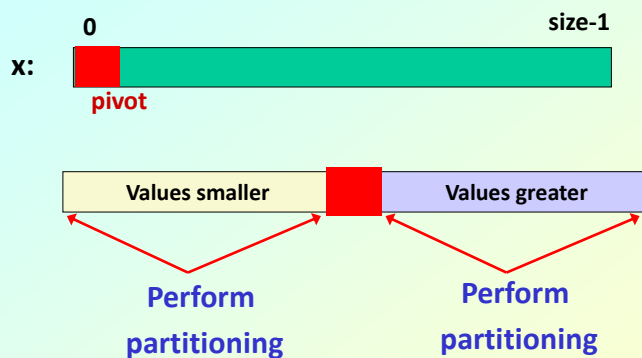 0 size-1
x:
pivot
Values smaller Values greater
Perform
partitioning
Perform
partitioning